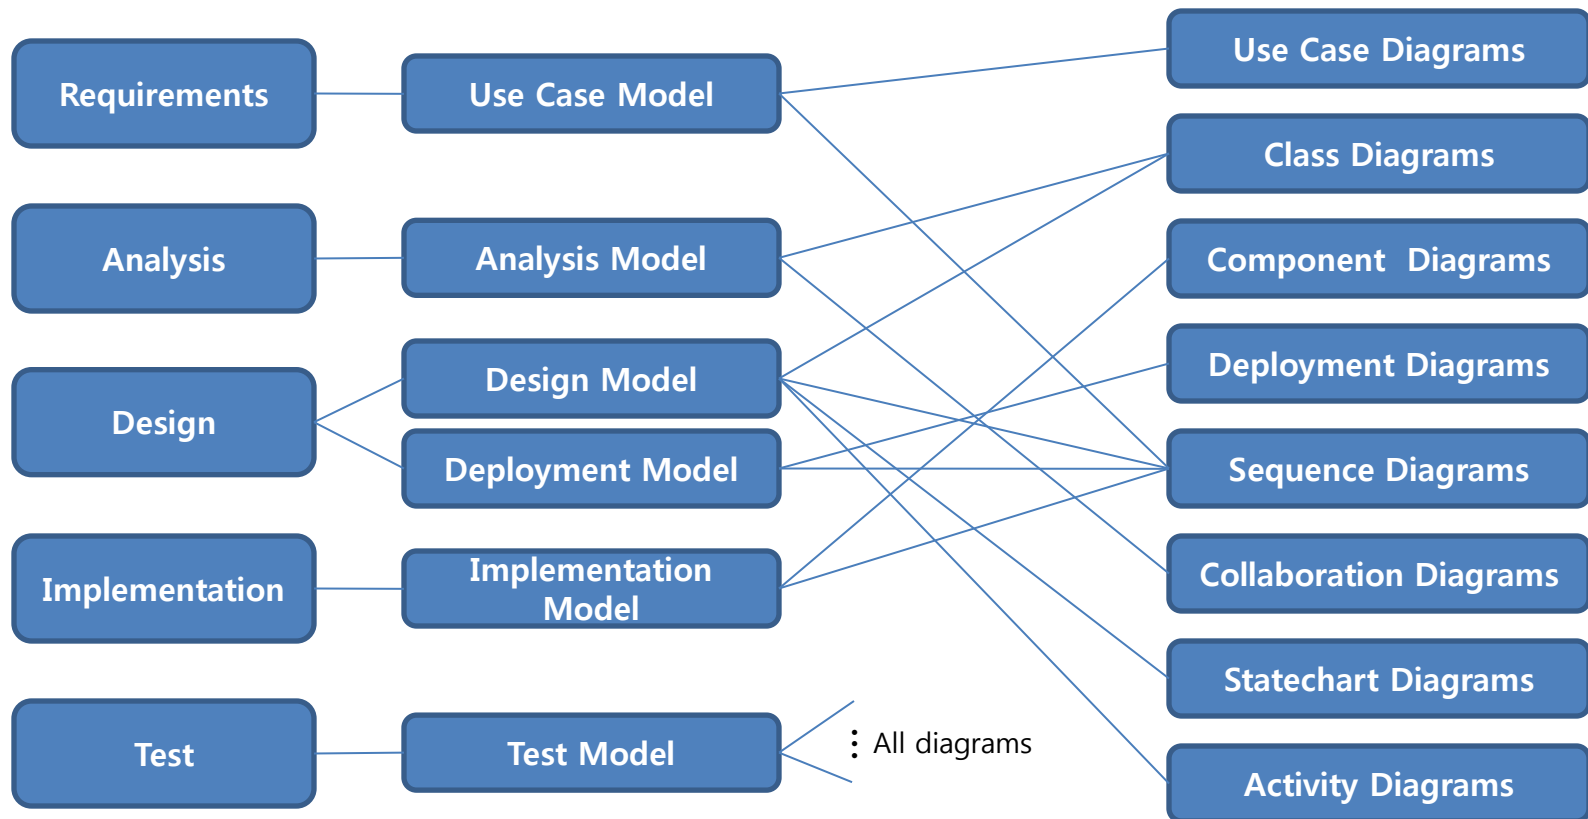 Requirements
Analysis
Design
Implementation
Test
Use Case Model
Analysis Model
Design Model
Deployment Model
Implementation
Model
Test Model
⋮ All diagrams
Use Case Diagrams
Class Diagrams
Component  Diagrams
Deployment Diagrams
Sequence Diagrams
Collaboration Diagrams
Statechart Diagrams
Activity Diagrams